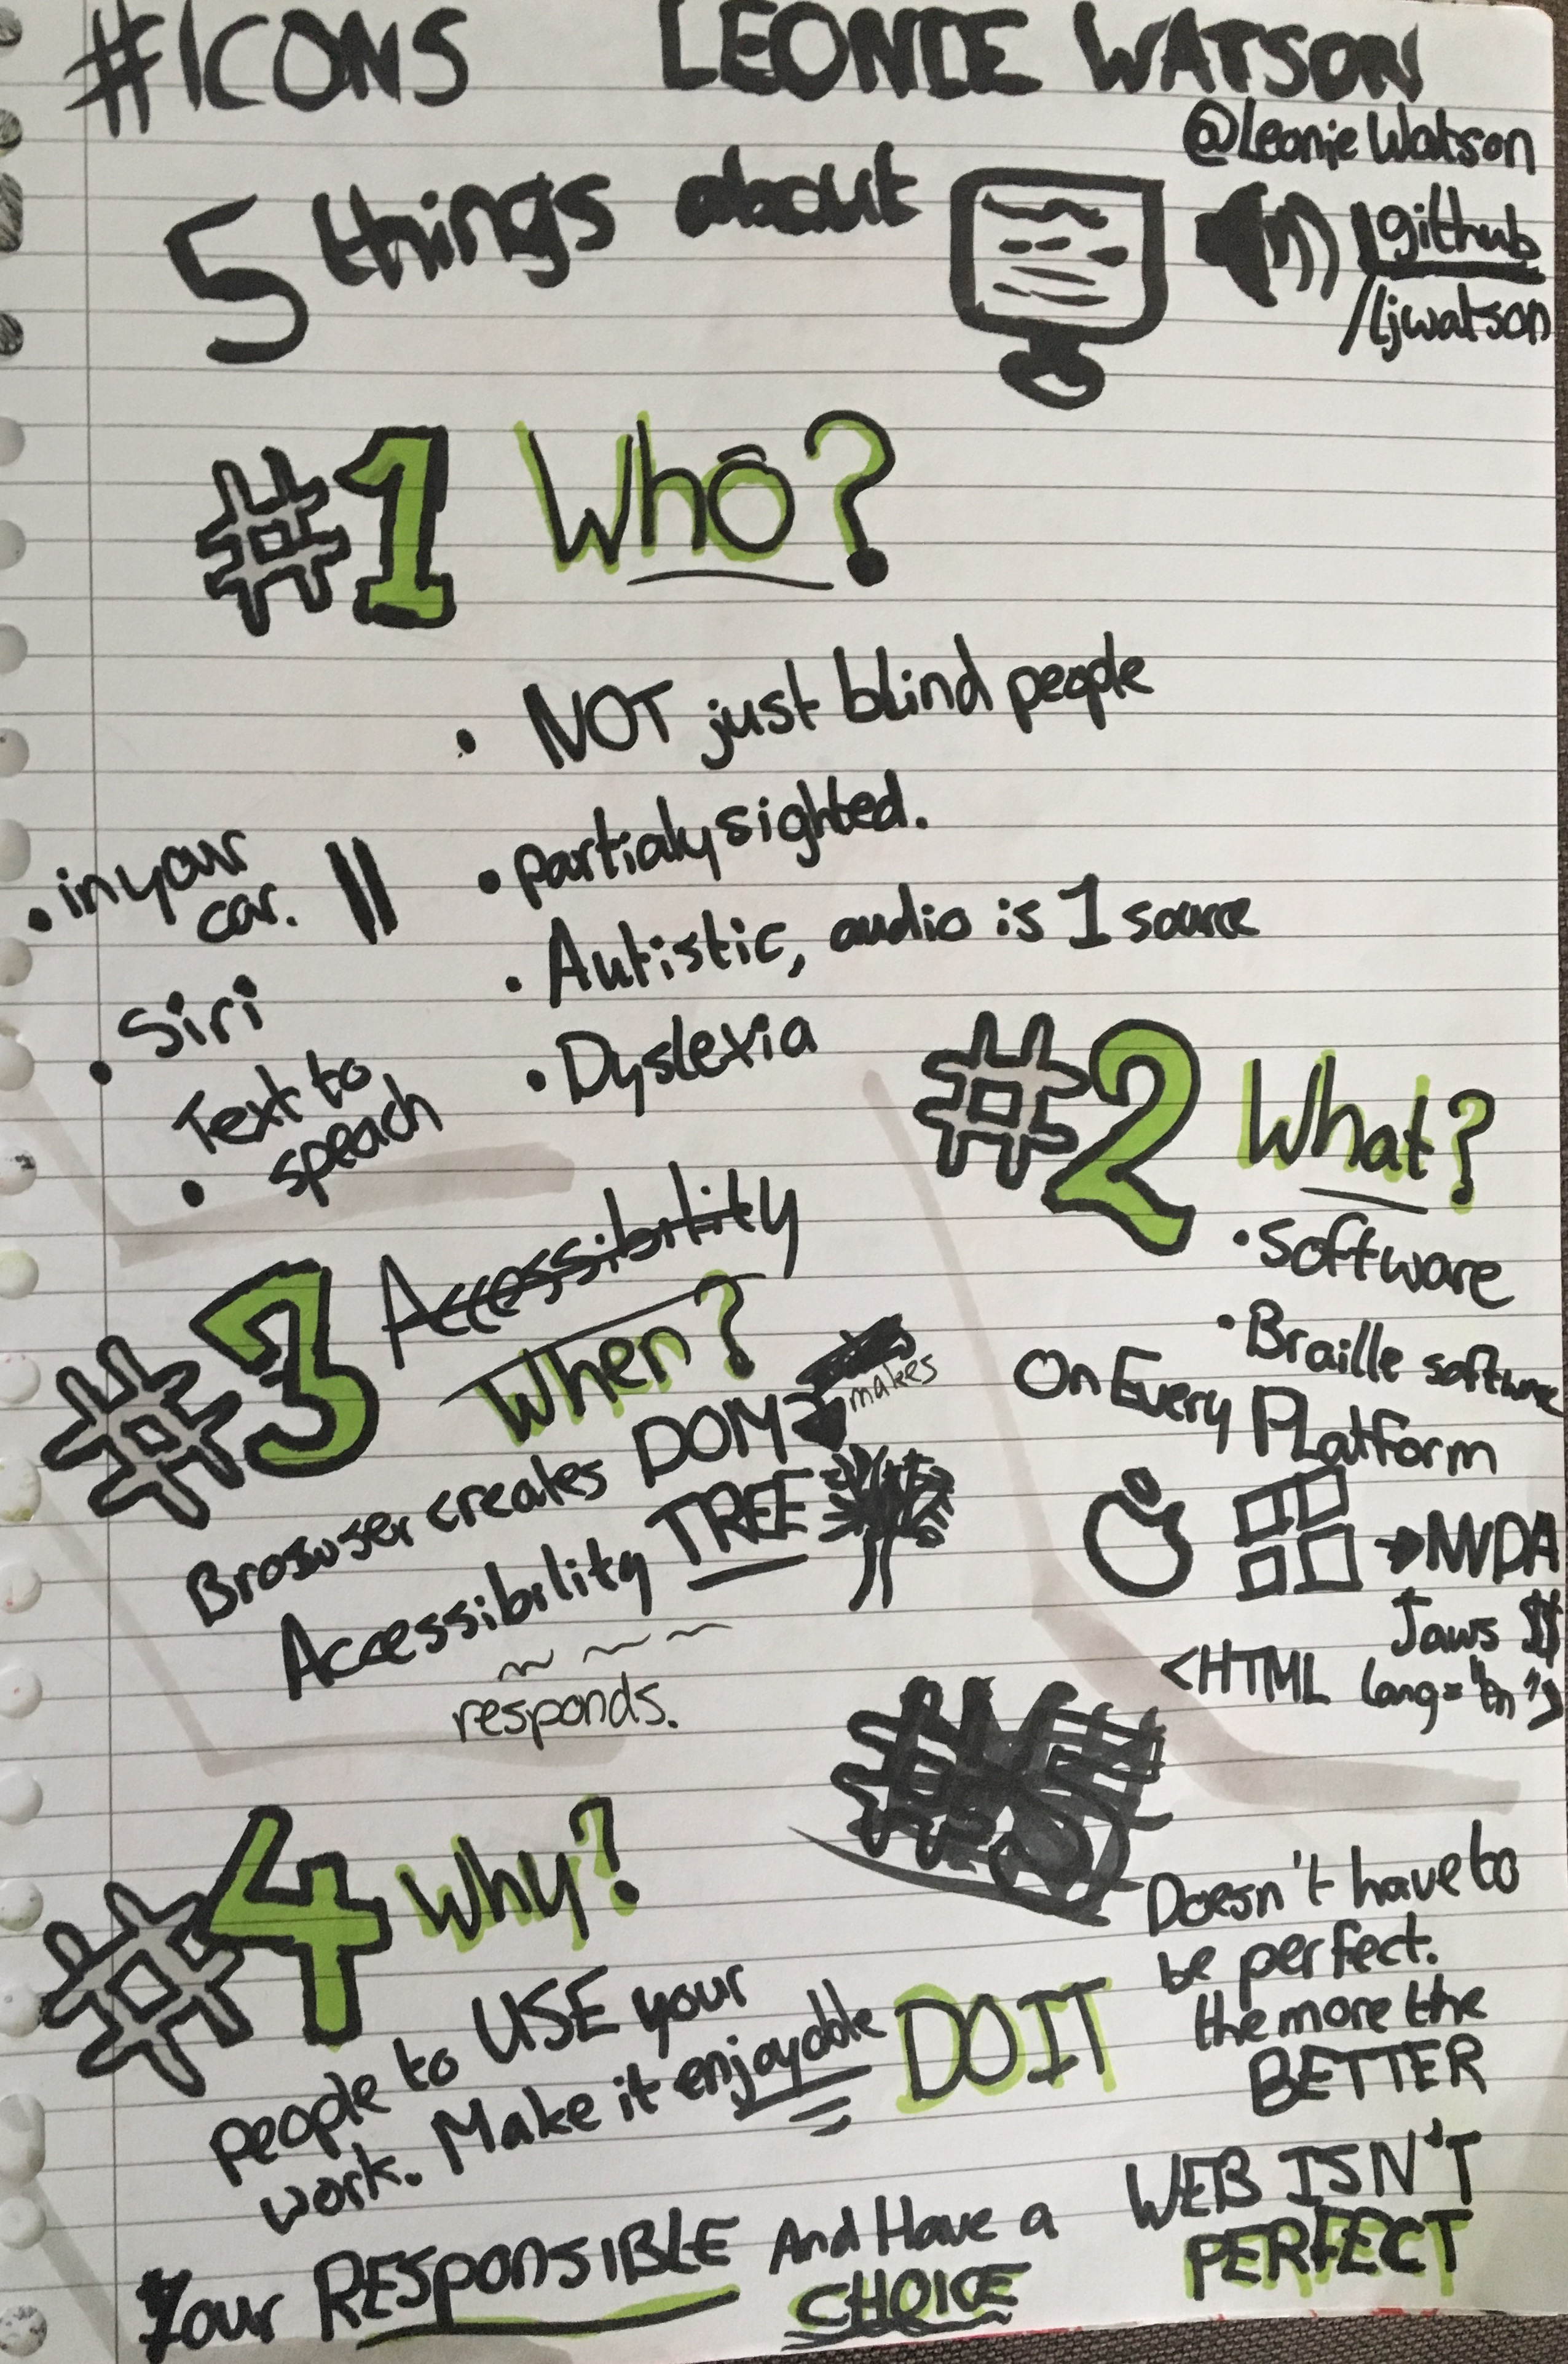 #ICONS
LEONIE WATSON
@LeonieWatson
5 things about
github
/ljwatson
#1 Who?
• NOT just blind people
• partialy sighted.
• Autistic, audio is 1 source
• Dyslexia
• in your
car.
• Siri
Text to
• speach
#2 What?
• Software
• Braille software
On Every PLatform
→ NVDA
Jaws $$
<HTML lang="en">
#3 Accessibility
When?
Browser creates DOM
makes
Accessibility TREE
responds.
#4 Why?
people to USE your
work. Make it enjoyable
DO IT
Doesn't have to
be perfect.
the more the
BETTER
WEB ISN'T
PERFECT
Your RESponSIBLE And Have a
CHOICE